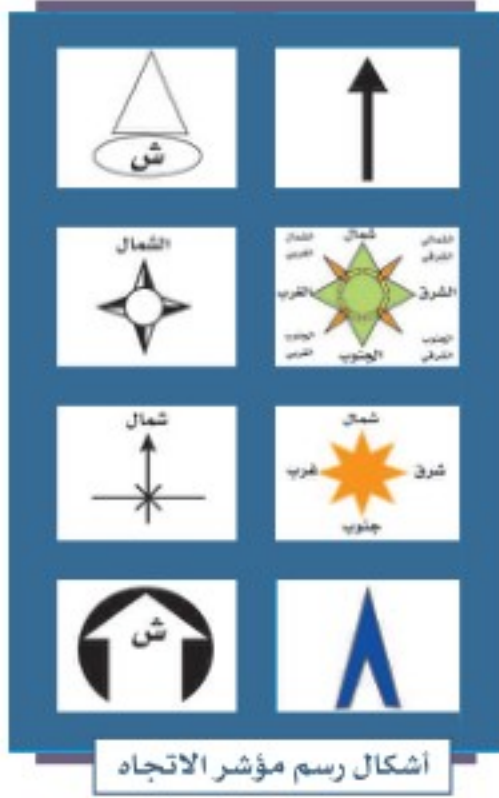 ش
الشمال
شمال
الشمالي
الشرقي
الشمال
الغربي
الشرق
الغرب
الجنوب
الشرقي
الجنوب
الغربي
الجنوب
شمال
شمال
شرق
غرب
جنوب
ش
أشكال رسم مؤشر الاتجاه